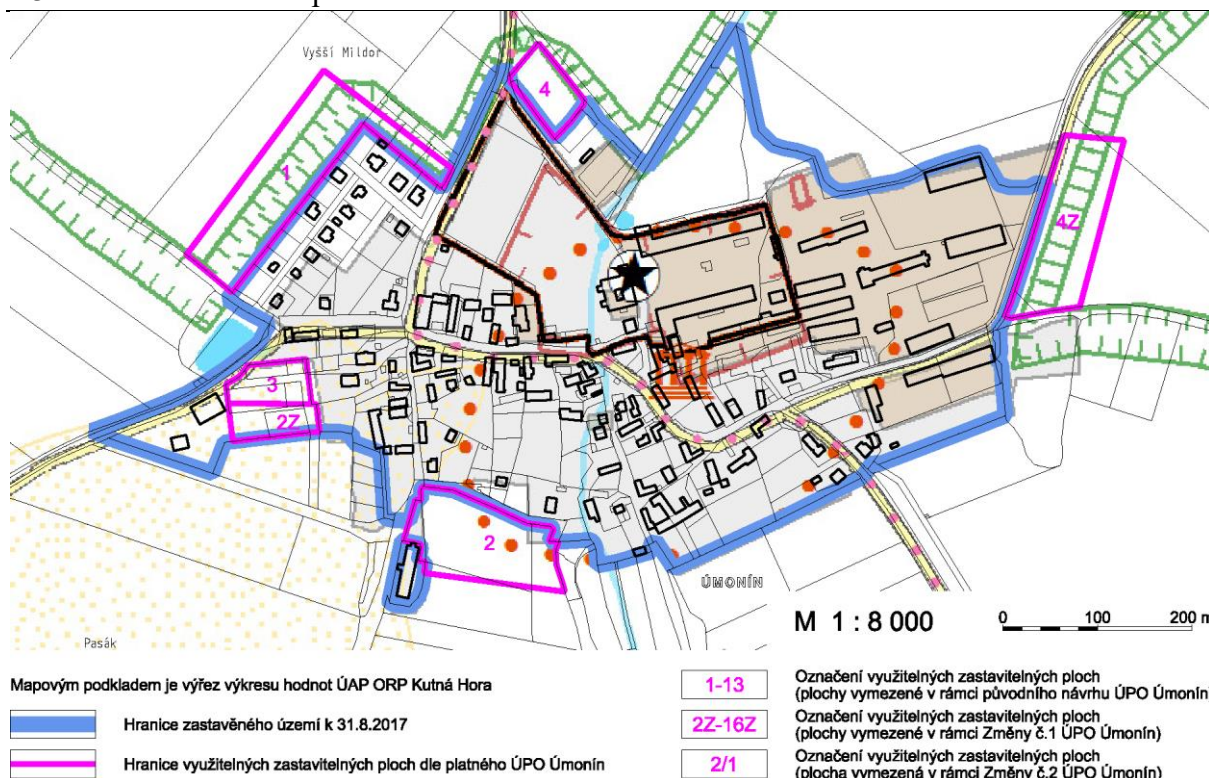 Vyšší Mildor
4
1
4Z
3
2Z
2
ÚMONÍN
Pasák
M 1 : 8 000
0 100 200 m
Mapovým podkladem je výřez výkresu hodnot ÚAP ORP Kutná Hora
Hranice zastavěného území k 31.8.2017
Hranice využitelných zastavitelných ploch dle platného ÚPO Úmonín
1-13
Označení využitelných zastavitelných ploch
(plochy vymezené v rámci původního návrhu ÚPO Úmonín)
2Z-16Z
Označení využitelných zastavitelných ploch
(plochy vymezené v rámci Změny č.1 ÚPO Úmonín)
2/1
Označení využitelných zastavitelných ploch
(plocha vymezená v rámci Změny č.2 ÚPO Úmonín)